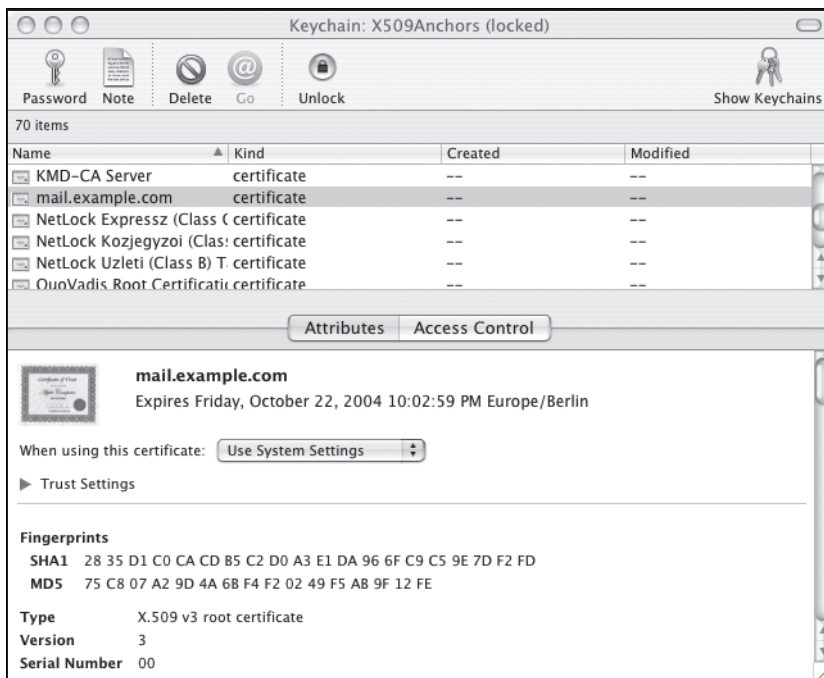 Keychain: X509Anchors (locked)
Password Note Delete Go Unlock Show Keychains
70 items
Name Kind Created Modified
KMD-CA Server certificate -- --
mail.example.com certificate -- --
NetLock Expressz (Class C certificate -- --
NetLock Kozjegyzoi (Clas: certificate -- --
NetLock Uzleti (Class B) T. certificate -- --
QuoVadis Root Certificati certificate -- --
Attributes Access Control
mail.example.com
Expires Friday, October 22, 2004 10:02:59 PM Europe/Berlin
When using this certificate: Use System Settings
Trust Settings
Fingerprints
SHA1 28 35 D1 C0 CA CD B5 C2 D0 A3 E1 DA 96 6F C9 C5 9E 7D F2 FD
MD5 75 C8 07 A2 9D 4A 6B F4 F2 02 49 F5 AB 9F 12 FE
Type X.509 v3 root certificate
Version 3
Serial Number 00